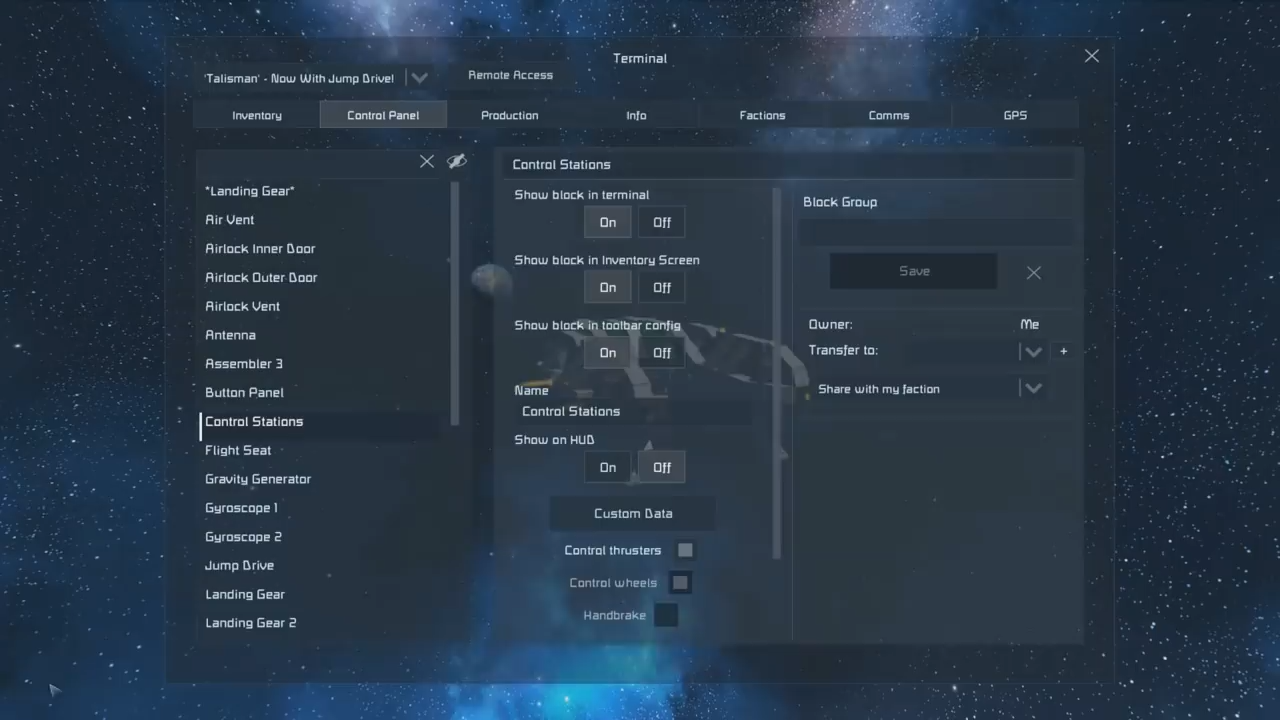 Terminal
'Talisman' - Now With Jump Drive!
Remote Access
Inventory
Control Panel
Production
Info
Factions
Comms
GPS
*Landing Gear*
Air Vent
Airlock Inner Door
Airlock Outer Door
Airlock Vent
Antenna
Assembler 3
Button Panel
Control Stations
Flight Seat
Gravity Generator
Gyroscope 1
Gyroscope 2
Jump Drive
Landing Gear
Landing Gear 2
Control Stations
Show block in terminal
On Off
Show block in Inventory Screen
On Off
Show block in toolbar config
On Off
Name
Control Stations
Show on HUD
On Off
Custom Data
Control thrusters
Control wheels
Handbrake
Block Group
Save
Owner: Me
Transfer to:
Share with my faction